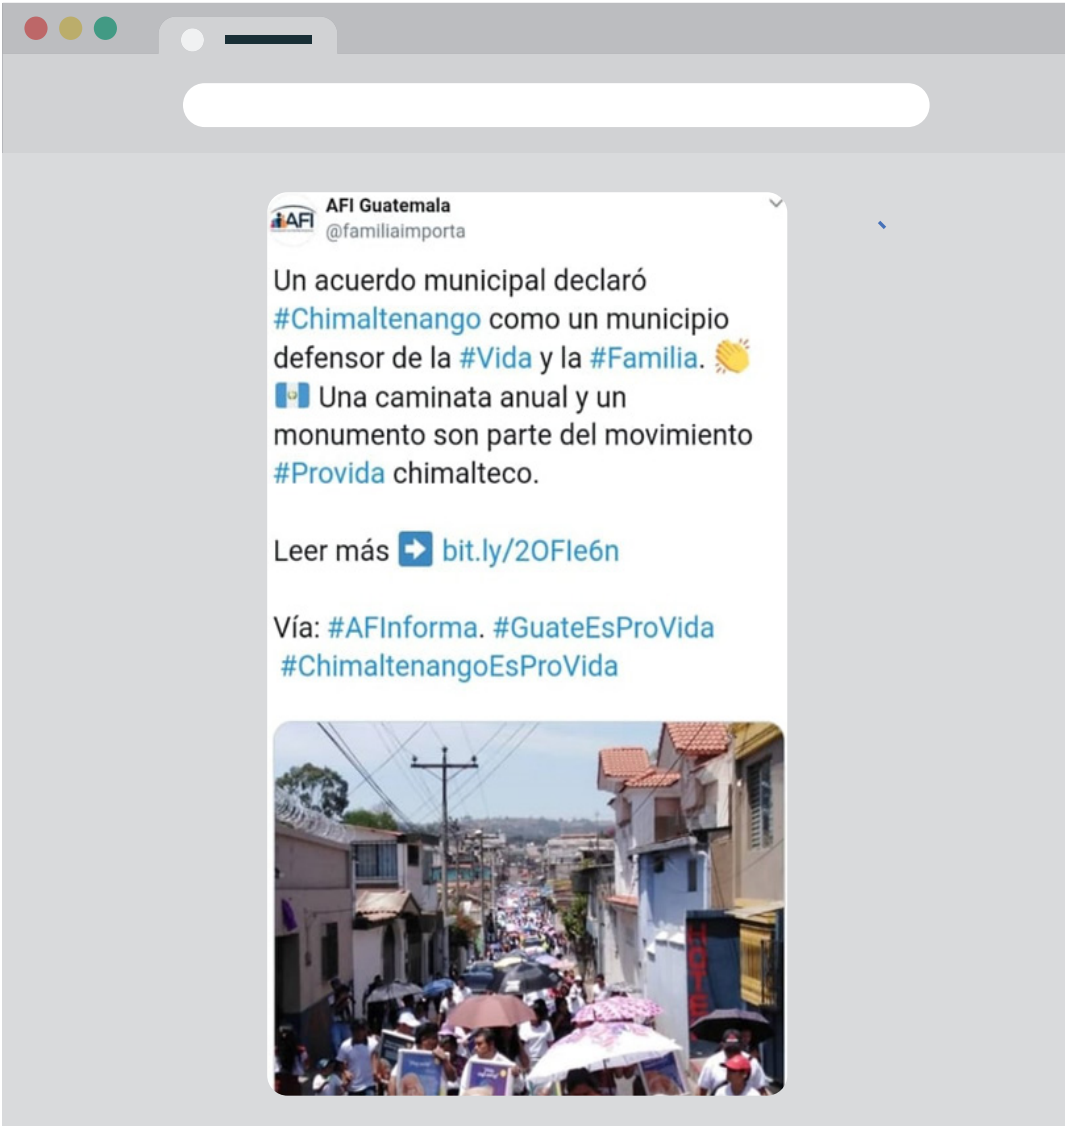 AFI Guatemala
AFI
@familiaimporta
Un acuerdo municipal declaró
#Chimaltenango como un municipio
defensor de la #Vida y la #Familia. 👏
🇬🇹 Una caminata anual y un
monumento son parte del movimiento
#Provida chimalteco.
Leer más ➡️ bit.ly/2OFIe6n
Vía: #AFInforma. #GuateEsProVida
#ChimaltenangoEsProVida
HOTEL